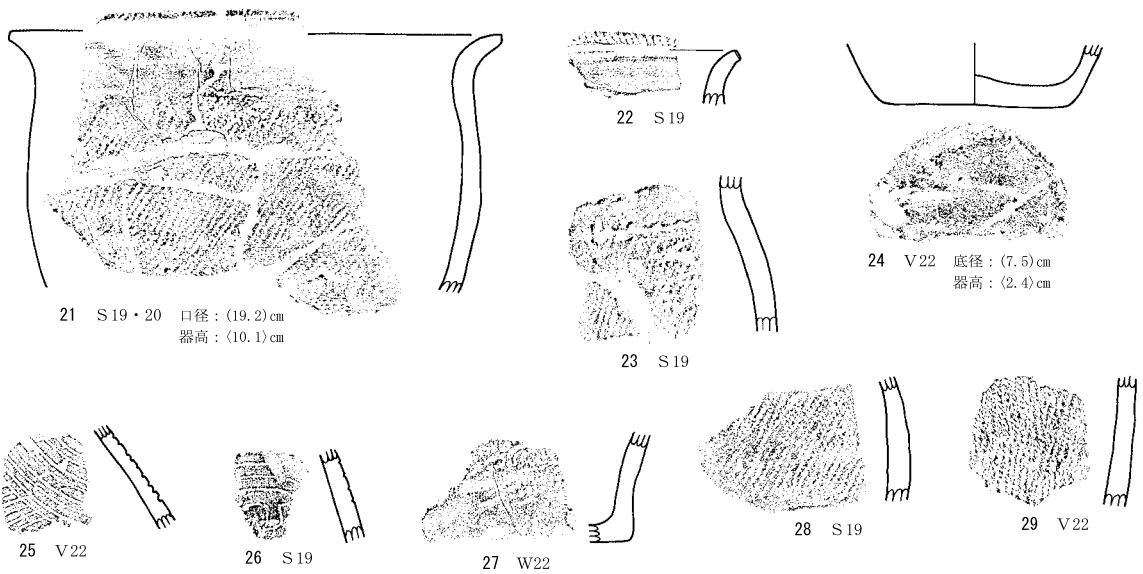 21 S19・20 口径：(19.2)cm
器高：〈10.1〉cm
22 S19
23 S19
24 V22 底径：(7.5)cm
器高：〈2.4〉cm
25 V22
26 S19
27 W22
28 S19
29 V22